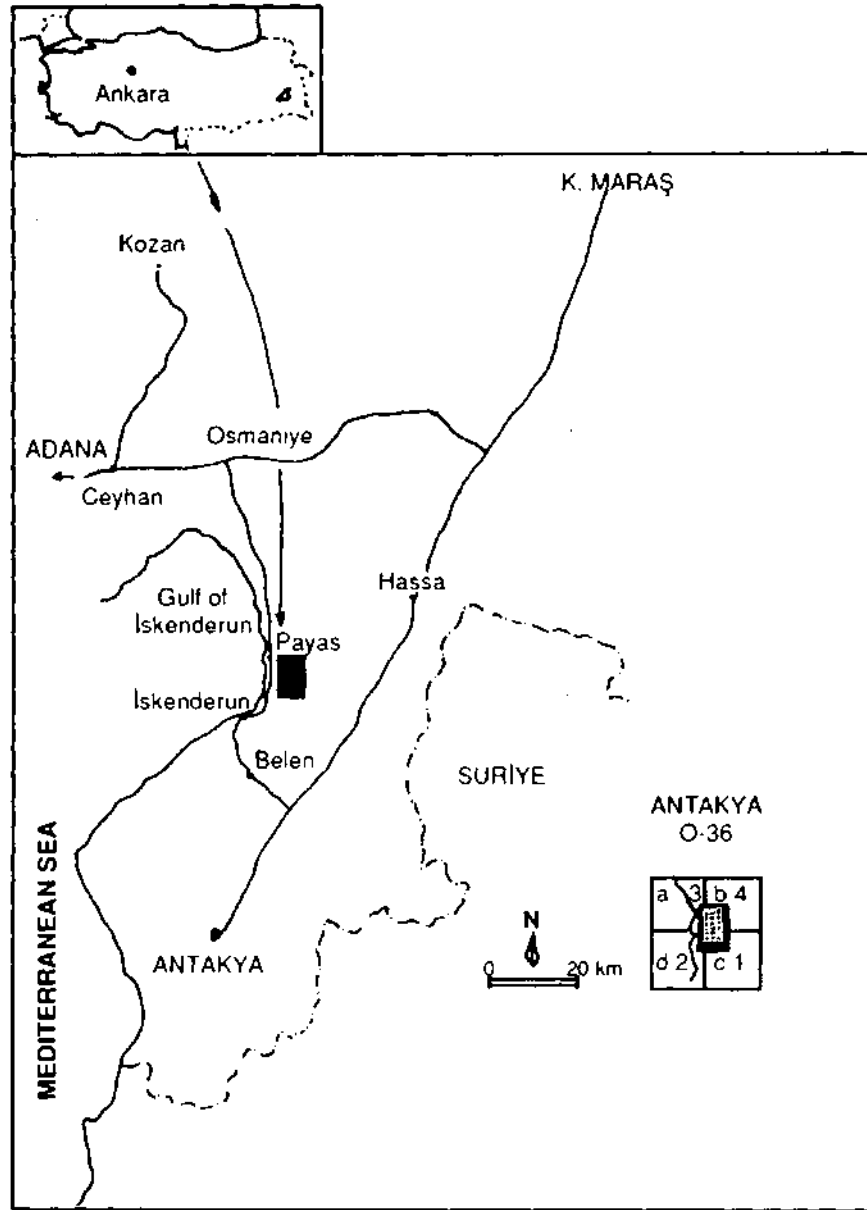 Ankara
K. MARAŞ
Kozan
Osmaniye
ADANA
Ceyhan
Hassa
Gulf of
İskenderun
Payas
İskenderun
Belen
SURİYE
ANTAKYA
O-36
a 3 b 4
d 2 c 1
MEDITERRANEAN SEA
N
0 20 km
ANTAKYA